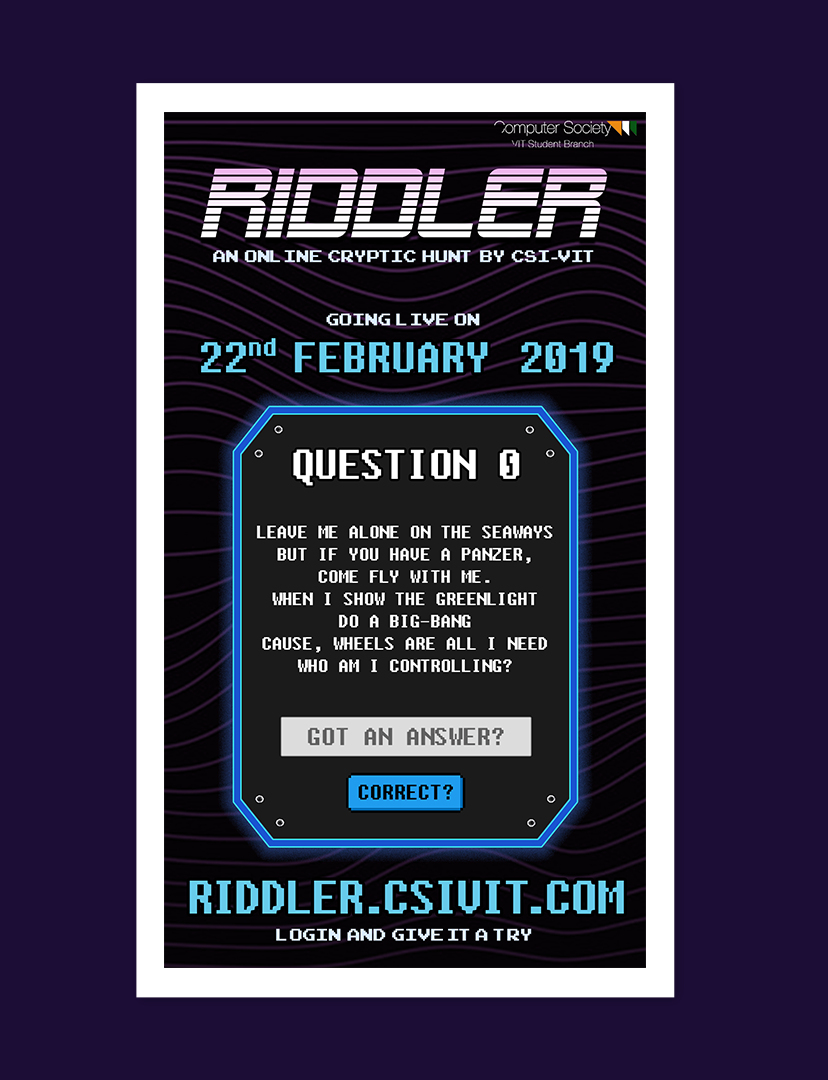 Computer Society
VIT Student Branch
RIDDLER
AN ONLINE CRYPTIC HUNT BY CSI-VIT
GOING LIVE ON
22nd FEBRUARY 2019
QUESTION 0
LEAVE ME ALONE ON THE SEAWAYS
BUT IF YOU HAVE A PANZER,
COME FLY WITH ME.
WHEN I SHOW THE GREENLIGHT
DO A BIG-BANG
CAUSE, WHEELS ARE ALL I NEED
WHO AM I CONTROLLING?
GOT AN ANSWER?
CORRECT?
RIDDLER.CSIVIT.COM
LOGIN AND GIVE IT A TRY